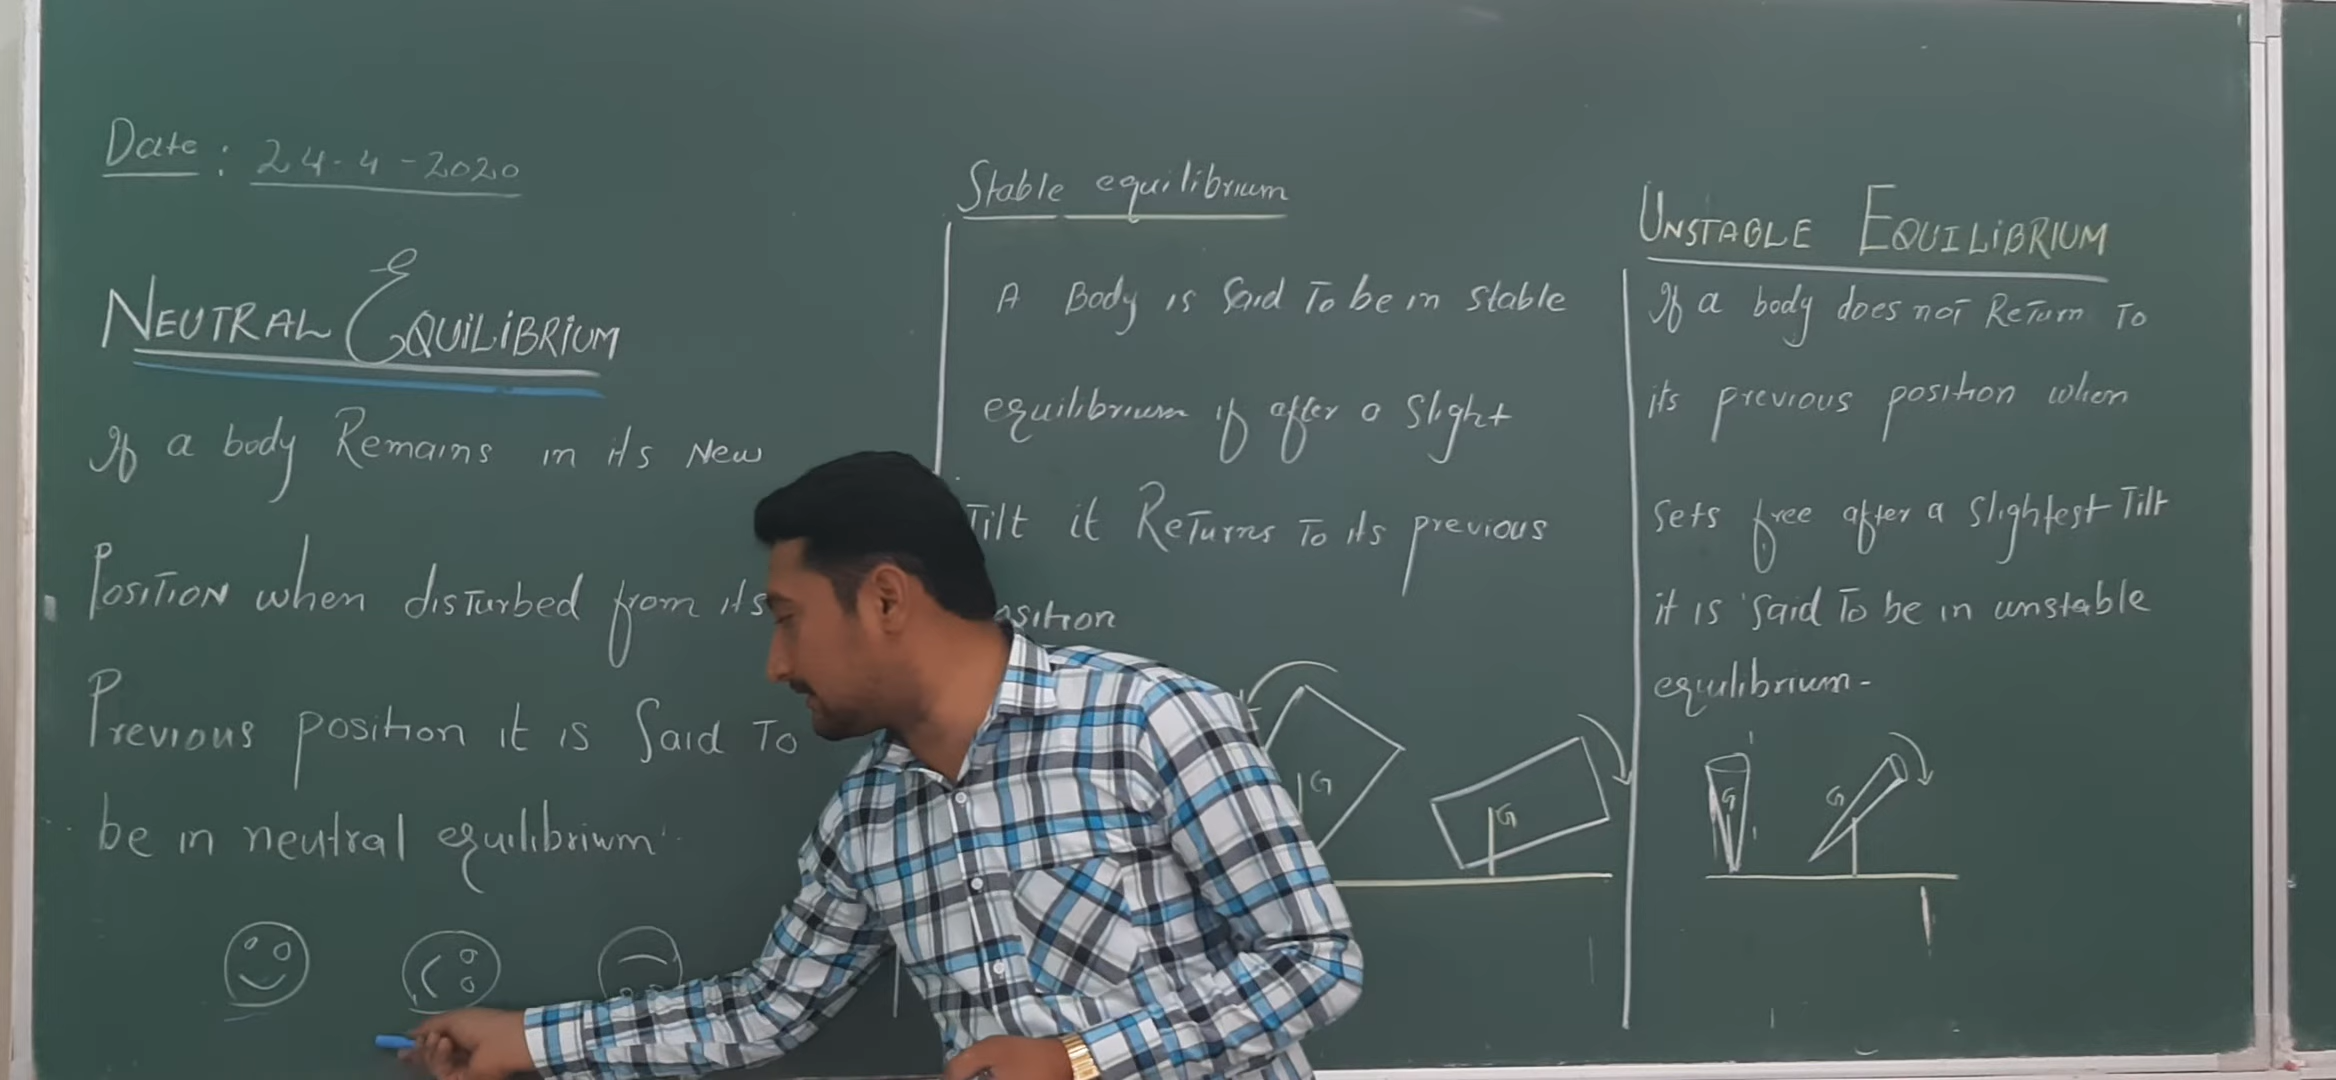 Date: 24-4-2020
NEUTRAL EQUILIBRIUM
If a body Remains in its New
Position when disturbed from its
Previous position it is Said To
be in neutral equilibrium.
Stable equilibrium
A Body is Said To be in stable
equilibrium if after a slight
Tilt it Returns To its previous
G
G
UNSTABLE EQUILIBRIUM
If a body does not Return To
its previous position when
Sets free after a slightest Tilt
it is said To be in unstable
equilibrium-
G
G